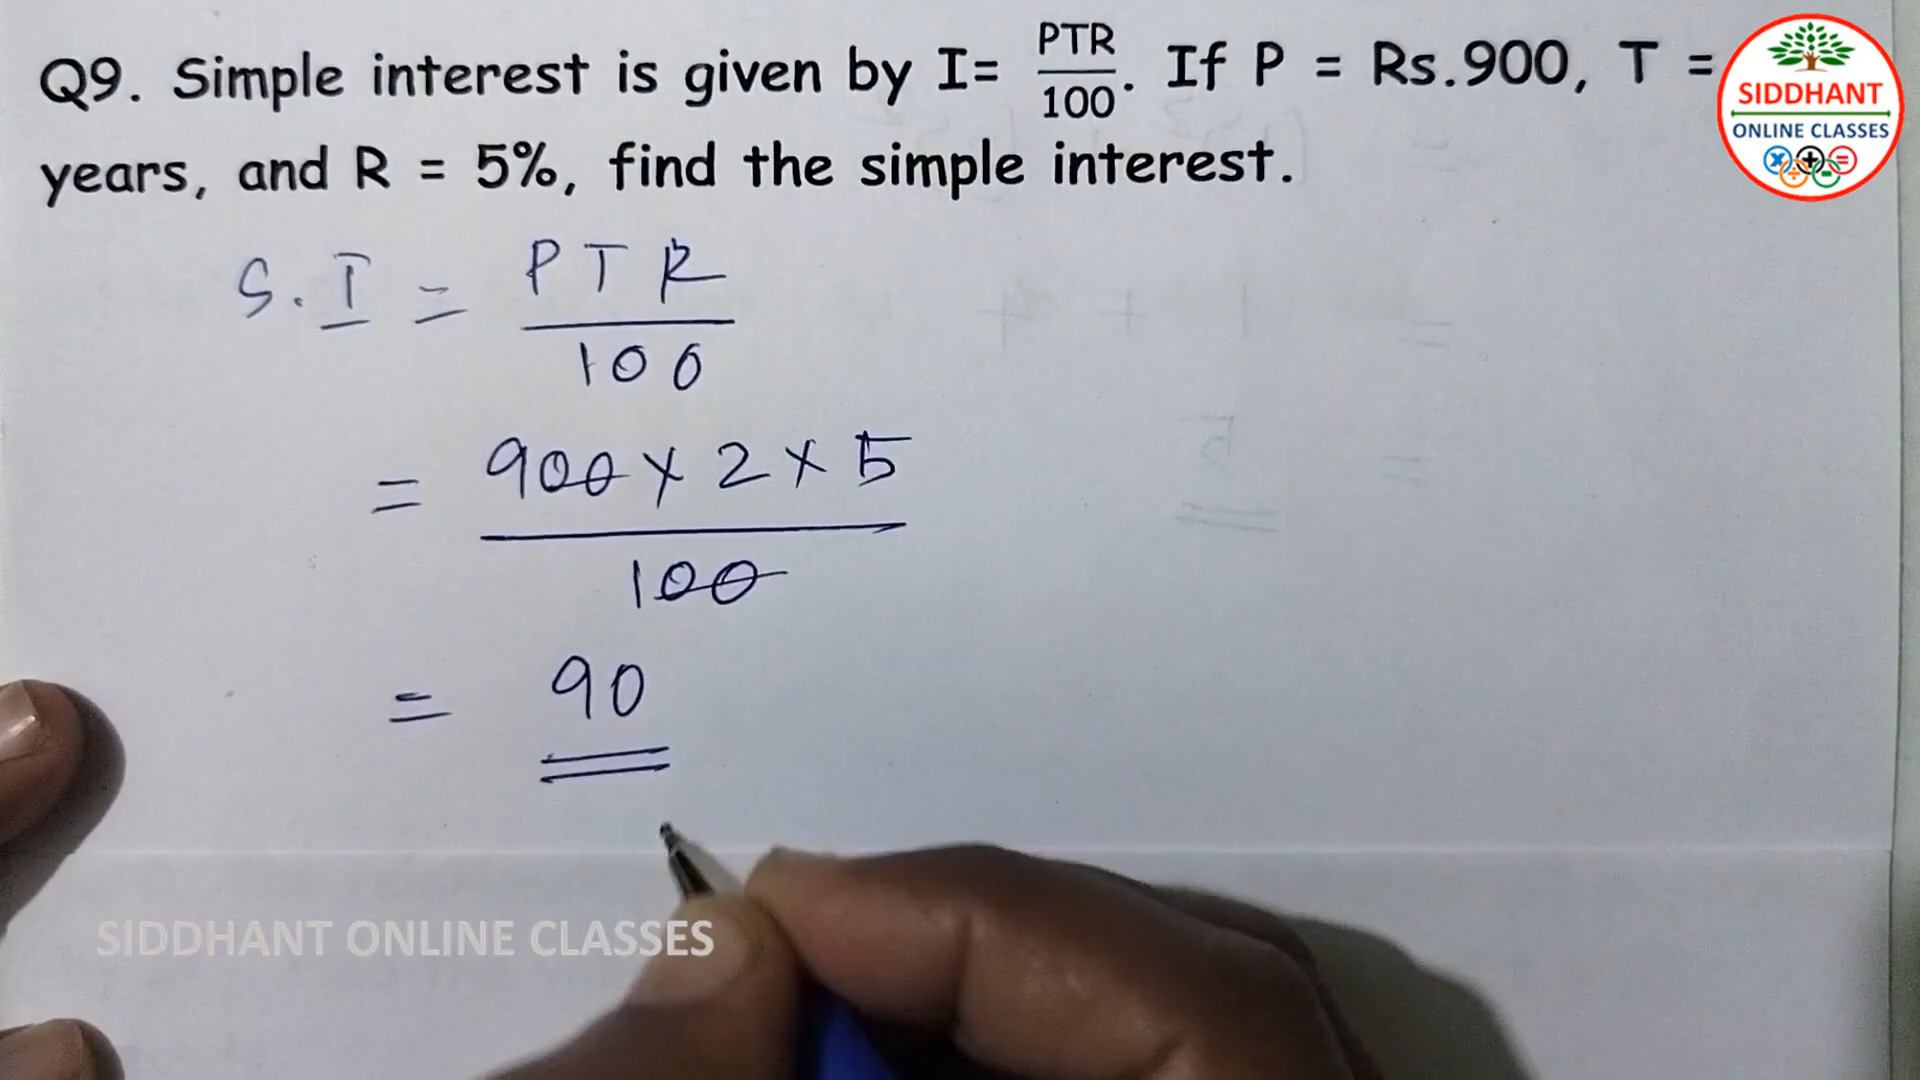 Q9. Simple interest is given by I= PTR/100. If P = Rs.900, T =
years, and R = 5%, find the simple interest.
SIDDHANT
ONLINE CLASSES
S.I = PTR/100
= 900 × 2 × 5/100
= 90
SIDDHANT ONLINE CLASSES